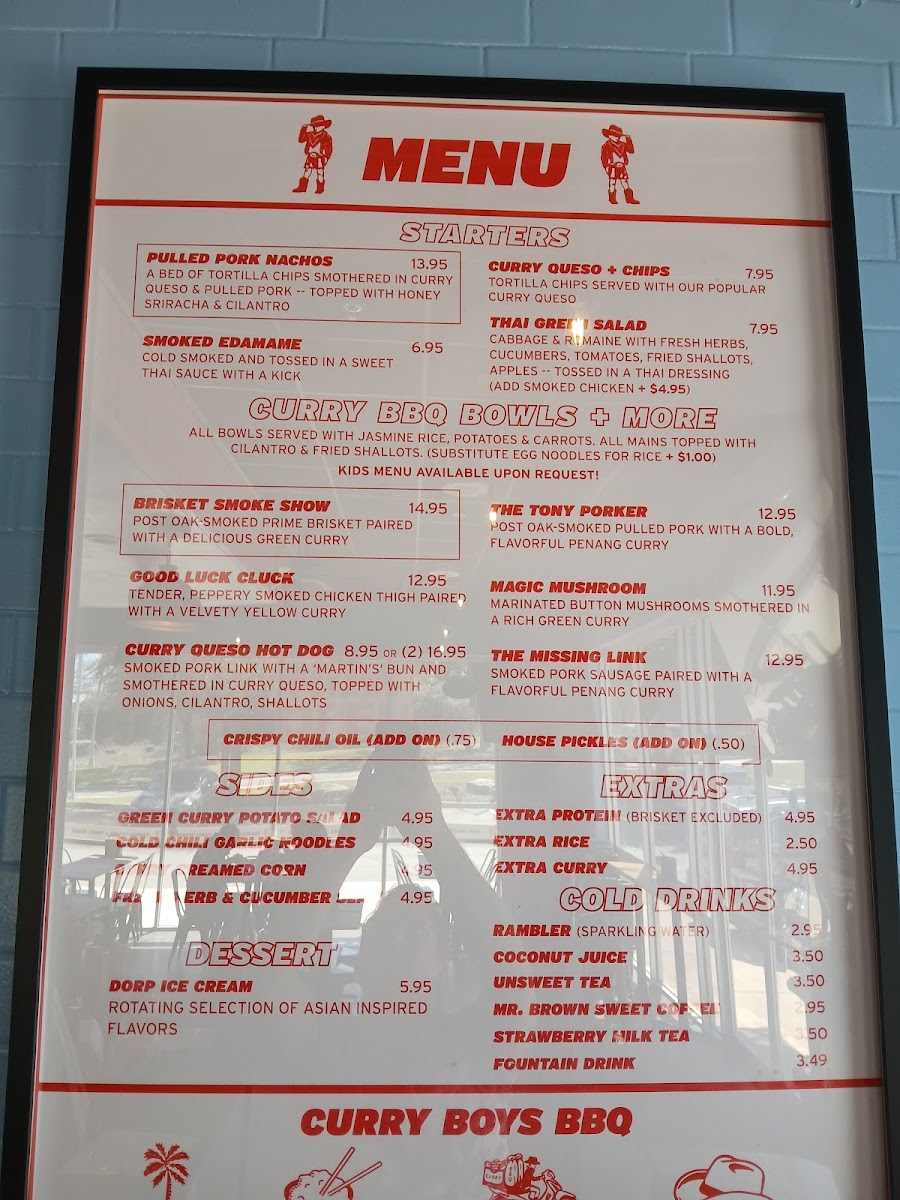 MENU
STARTERS
PULLED PORK NACHOS 13.95
A BED OF TORTILLA CHIPS SMOTHERED IN CURRY
QUESO & PULLED PORK -- TOPPED WITH HONEY
SRIRACHA & CILANTRO
SMOKED EDAMAME 6.95
COLD SMOKED AND TOSSED IN A SWEET
THAI SAUCE WITH A KICK
CURRY QUESO + CHIPS 7.95
TORTILLA CHIPS SERVED WITH OUR POPULAR
CURRY QUESO
THAI GREEN SALAD 7.95
CABBAGE & ROMAINE WITH FRESH HERBS,
CUCUMBERS, TOMATOES, FRIED SHALLOTS,
APPLES -- TOSSED IN A THAI DRESSING
(ADD SMOKED CHICKEN + $4.95)
CURRY BBQ BOWLS + MORE
ALL BOWLS SERVED WITH JASMINE RICE, POTATOES & CARROTS. ALL MAINS TOPPED WITH
CILANTRO & FRIED SHALLOTS. (SUBSTITUTE EGG NOODLES FOR RICE + $1.00)
KIDS MENU AVAILABLE UPON REQUEST!
BRISKET SMOKE SHOW 14.95
POST OAK-SMOKED PRIME BRISKET PAIRED
WITH A DELICIOUS GREEN CURRY
GOOD LUCK CLUCK 12.95
TENDER, PEPPERY SMOKED CHICKEN THIGH PAIRED
WITH A VELVETY YELLOW CURRY
CURRY QUESO HOT DOG 8.95 OR (2) 16.95
SMOKED PORK LINK WITH A 'MARTIN'S' BUN AND
SMOTHERED IN CURRY QUESO, TOPPED WITH
ONIONS, CILANTRO, SHALLOTS
THE TONY PORKER 12.95
POST OAK-SMOKED PULLED PORK WITH A BOLD,
FLAVORFUL PENANG CURRY
MAGIC MUSHROOM 11.95
MARINATED BUTTON MUSHROOMS SMOTHERED IN
A RICH GREEN CURRY
THE MISSING LINK 12.95
SMOKED PORK SAUSAGE PAIRED WITH A
FLAVORFUL PENANG CURRY
CRISPY CHILI OIL (ADD ON) (.75) HOUSE PICKLES (ADD ON) (.50)
SIDES
GREEN CURRY POTATO SALAD 4.95
COLD CHILI GARLIC NOODLES 4.95
CREAMED CORN 4.95
& CUCUMBER 4.95
DESSERT
DORP ICE CREAM 5.95
ROTATING SELECTION OF ASIAN INSPIRED
FLAVORS
EXTRAS
EXTRA PROTEIN (BRISKET EXCLUDED) 4.95
EXTRA RICE 2.50
EXTRA CURRY 4.95
COLD DRINKS
RAMBLER (SPARKLING WATER) 2.95
COCONUT JUICE 3.50
UNSWEET TEA 3.50
MR. BROWN SWEET COFFEE 2.95
STRAWBERRY MILK TEA 3.50
FOUNTAIN DRINK 3.49
CURRY BOYS BBQ
CURRY